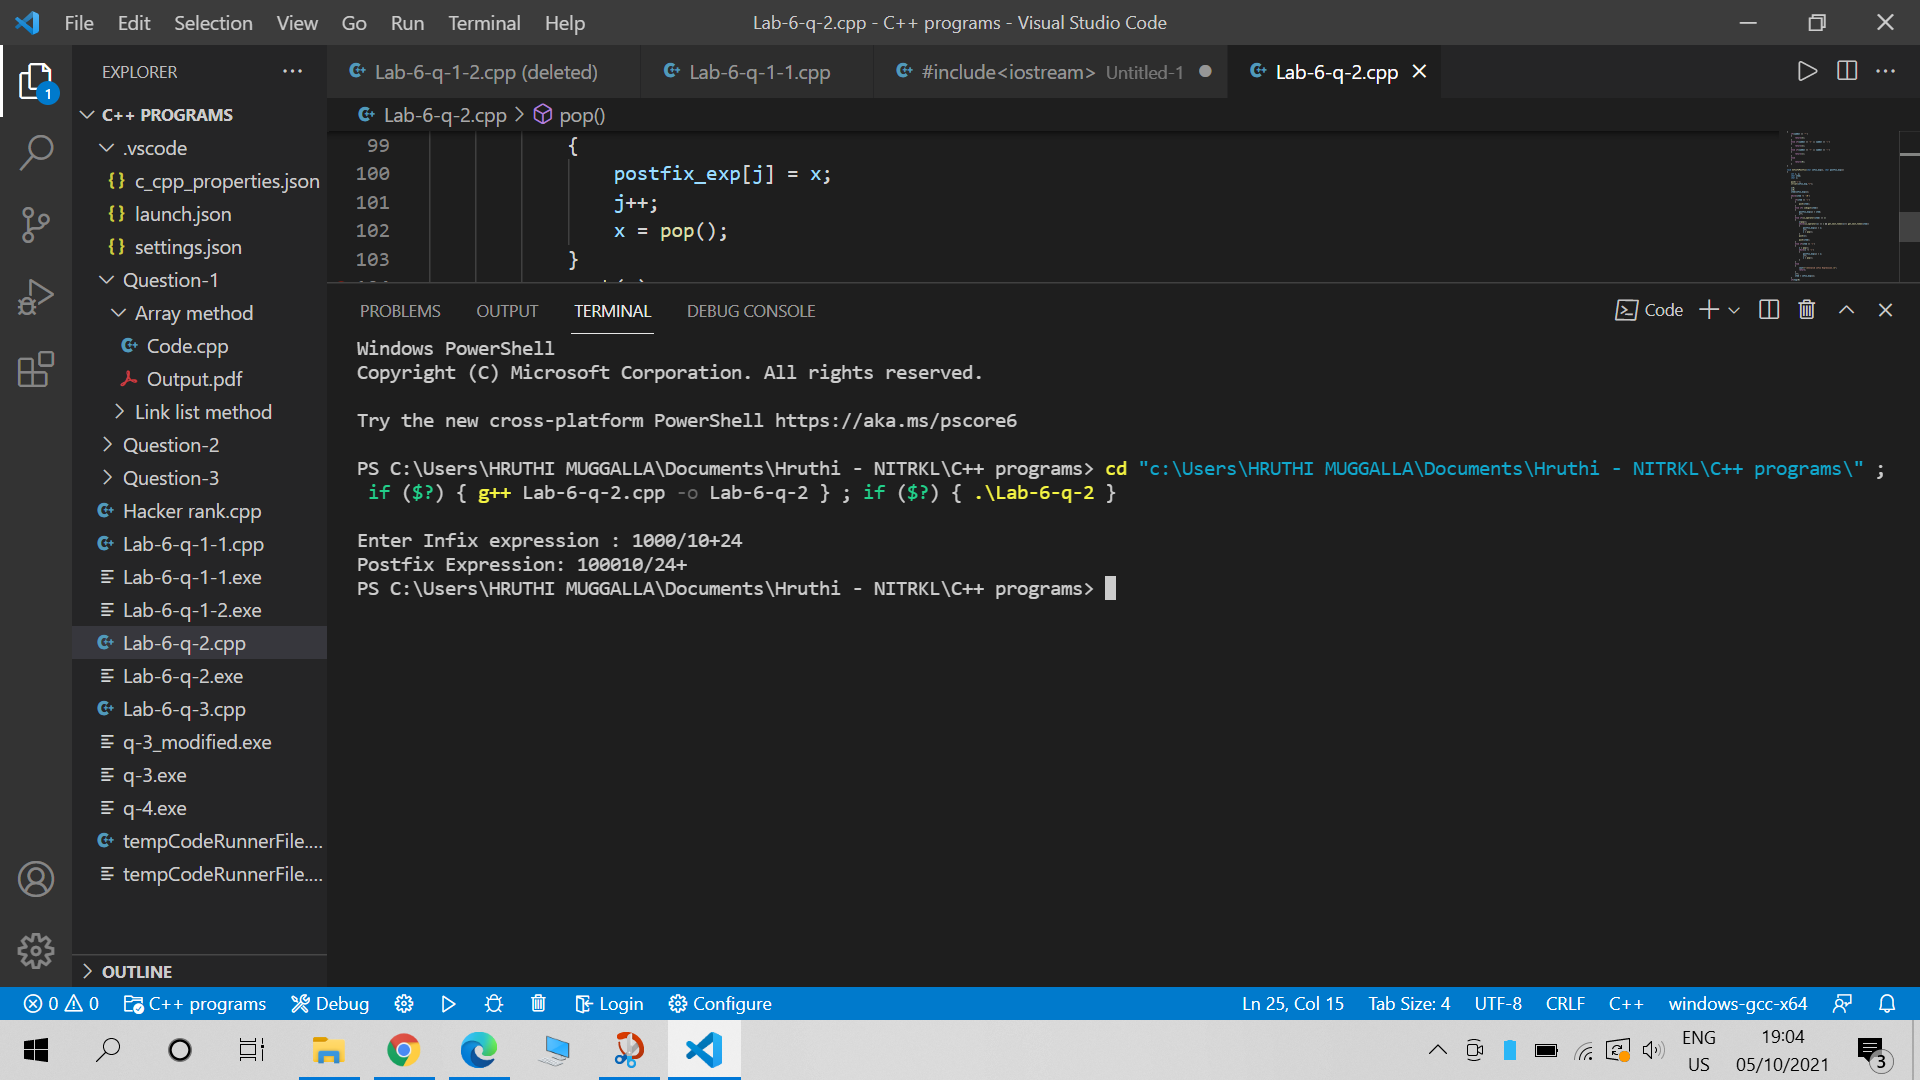 File Edit Selection View Go Run Terminal Help
Lab-6-q-2.cpp - C++ programs - Visual Studio Code
1
EXPLORER
C++ PROGRAMS
.vscode
{} c_cpp_properties.json
{} launch.json
{} settings.json
Question-1
Array method
Code.cpp
Output.pdf
Link list method
Question-2
Question-3
Hacker rank.cpp
Lab-6-q-1-1.cpp
Lab-6-q-1-1.exe
Lab-6-q-1-2.exe
Lab-6-q-2.cpp
Lab-6-q-2.exe
Lab-6-q-3.cpp
q-3_modified.exe
q-3.exe
q-4.exe
tempCodeRunnerFile....
tempCodeRunnerFile....
OUTLINE
Lab-6-q-1-2.cpp (deleted) Lab-6-q-1-1.cpp #include<iostream> Untitled-1 Lab-6-q-2.cpp
Lab-6-q-2.cpp > pop()
99 {
100 postfix_exp[j] = x;
101 j++;
102 x = pop();
103 }
PROBLEMS OUTPUT TERMINAL DEBUG CONSOLE Code
Windows PowerShell
Copyright (C) Microsoft Corporation. All rights reserved.
Try the new cross-platform PowerShell https://aka.ms/pscore6
PS C:\Users\HRUTHI MUGGALLA\Documents\Hruthi - NITRKL\C++ programs> cd "c:\Users\HRUTHI MUGGALLA\Documents\Hruthi - NITRKL\C++ programs\" ;
if ($?) { g++ Lab-6-q-2.cpp -o Lab-6-q-2 } ; if ($?) { .\Lab-6-q-2 }
Enter Infix expression : 1000/10+24
Postfix Expression: 100010/24+
PS C:\Users\HRUTHI MUGGALLA\Documents\Hruthi - NITRKL\C++ programs>
0 0 C++ programs Debug Login Configure Ln 25, Col 15 Tab Size: 4 UTF-8 CRLF C++ windows-gcc-x64
ENG
US
19:04
05/10/2021
3